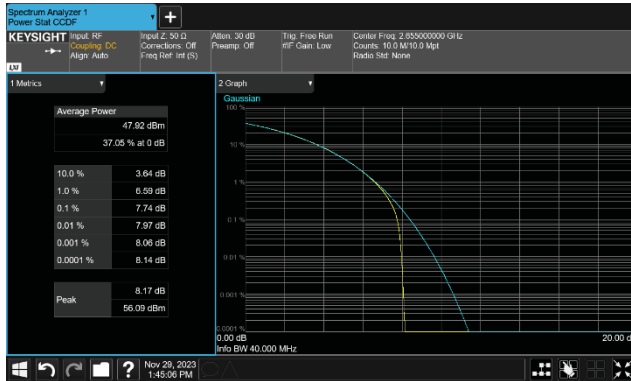 Spectrum Analyzer 1
Power Stat CCDF
+
KEYSIGHT
Input: RF
Coupling: DC
Align: Auto
Input Z: 50 Ω
Corrections: Off
Freq Ref: Int (S)
Atten: 30 dB
Preamp: Off
Trig: Free Run
#IF Gain: Low
Center Freq: 2.655000000 GHz
Counts: 10.0 M/10.0 Mpt
Radio Std: None
LXI
1 Metrics
Average Power
47.92 dBm
37.05 % at 0 dB
10.0 % 3.64 dB
1.0 % 6.59 dB
0.1 % 7.74 dB
0.01 % 7.97 dB
0.001 % 8.06 dB
0.0001 % 8.14 dB
Peak
8.17 dB
56.09 dBm
2 Graph
Gaussian
100 %
10 %
1 %
0.1 %
0.01 %
0.001 %
0.0001 %
0.00 dB
20.00 d
Info BW 40.000 MHz
?
Nov 29, 2023
1:45:06 PM